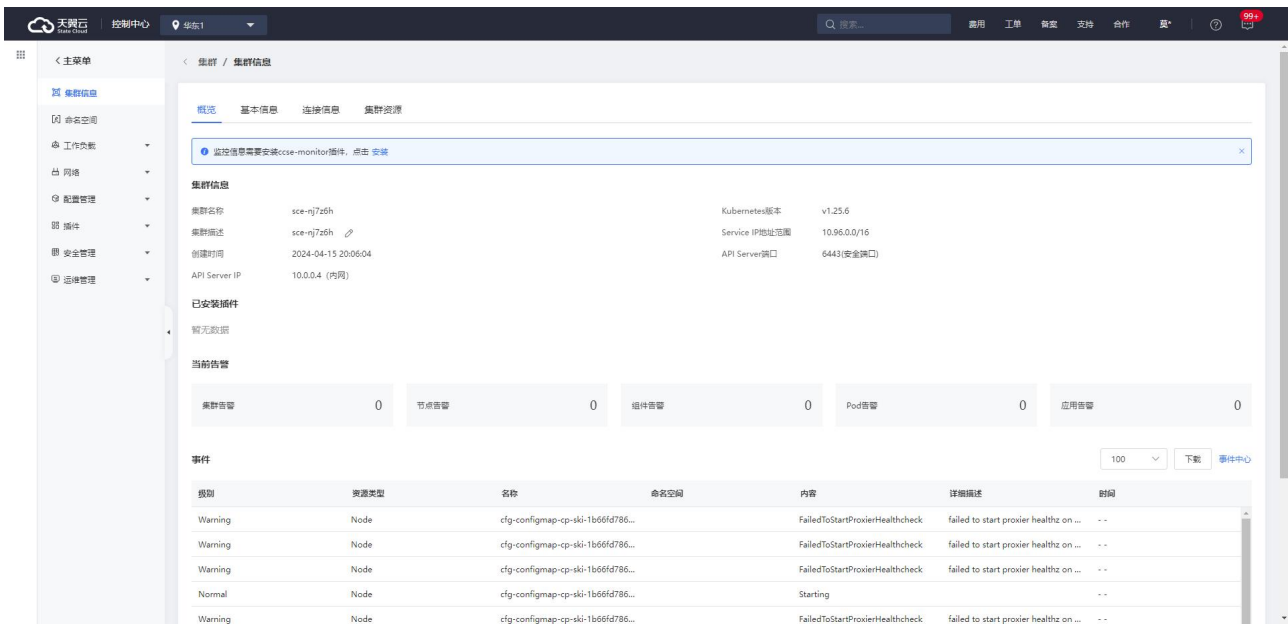 天翼云 State Cloud 控制中心 华东1 搜索... 费用 工单 备案 支持 合作 莫* 99+
主菜单
集群信息
命名空间
工作负载
网络
配置管理
插件
安全管理
运维管理
集群 / 集群信息
概览 基本信息 连接信息 集群资源
监控信息需要安装ccse-monitor插件，点击 安装
集群信息
集群名称 sce-nj7z6h Kubernetes版本 v1.25.6
集群描述 sce-nj7z6h Service IP地址范围 10.96.0.0/16
创建时间 2024-04-15 20:06:04 API Server端口 6443(安全端口)
API Server IP 10.0.0.4 (内网)
已安装插件
暂无数据
当前告警
集群告警 0 节点告警 0 组件告警 0 Pod告警 0 应用告警 0
事件 100 下载 事件中心
级别 资源类型 名称 命名空间 内容 详细描述 时间
Warning Node cfg-configmap-cp-ski-1b66fd786... FailedToStartProxierHealthcheck failed to start proxier healthz on ... - -
Warning Node cfg-configmap-cp-ski-1b66fd786... FailedToStartProxierHealthcheck failed to start proxier healthz on ... - -
Warning Node cfg-configmap-cp-ski-1b66fd786... FailedToStartProxierHealthcheck failed to start proxier healthz on ... - -
Normal Node cfg-configmap-cp-ski-1b66fd786... Starting - -
Warning Node cfg-configmap-cp-ski-1b66fd786... FailedToStartProxierHealthcheck failed to start proxier healthz on ... - -